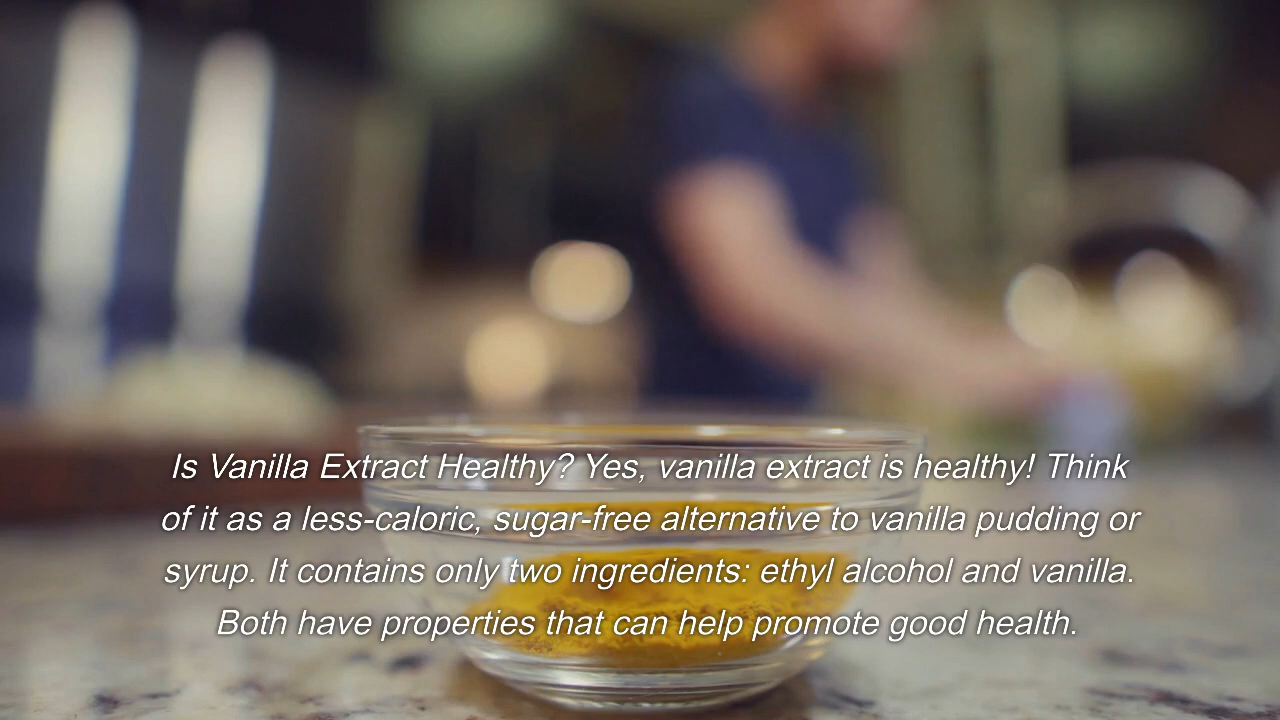 Is Vanilla Extract Healthy? Yes, vanilla extract is healthy! Think
of it as a less-caloric, sugar-free alternative to vanilla pudding or
syrup. It contains only two ingredients: ethyl alcohol and vanilla.
Both have properties that can help promote good health.